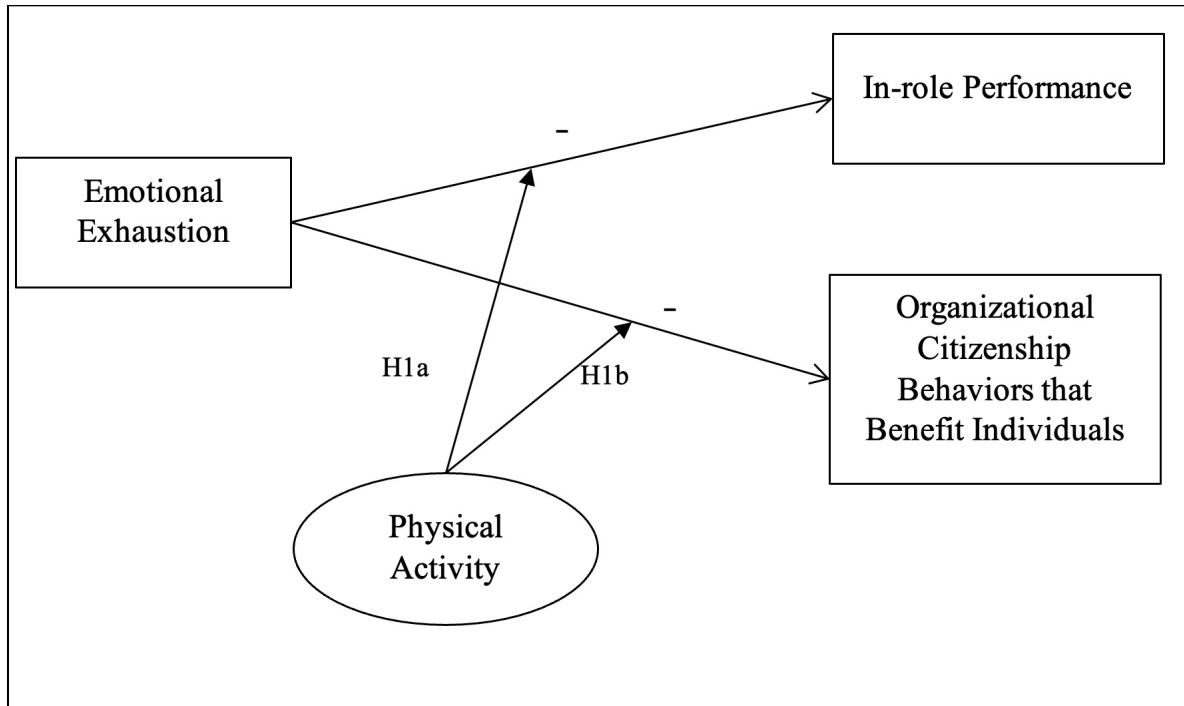 In-role Performance
-
Emotional
Exhaustion
-
Organizational
Citizenship
Behaviors that
Benefit Individuals
H1a
H1b
Physical
Activity